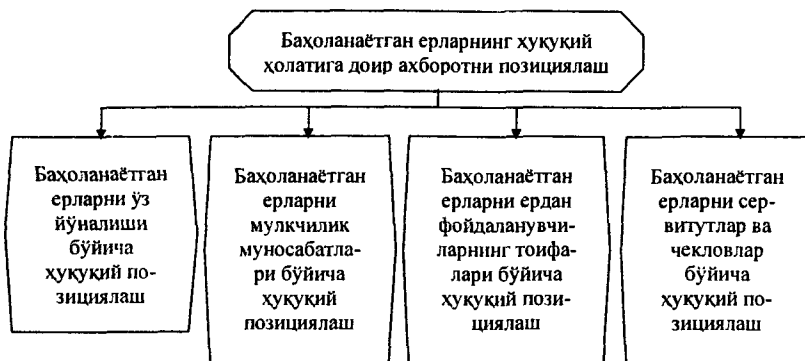 Баҳоланаётган ерларнинг ҳуқуқий
ҳолатига доир ахборотни позициялаш
Баҳоланаётган
ерларни ўз
йўналиши
бўйича
ҳуқуқий по-
зициялаш
Баҳоланаётган
ерларни
мулкчилик
муносабатла-
ри бўйича
ҳуқуқий
позициялаш
Баҳоланаётган
ерларни ердан
фойдаланувчи-
ларнинг тоифа-
лари бўйича
ҳуқуқий пози-
циялаш
Баҳоланаётган
ерларни сер-
витутлар ва
чекловлар
бўйича
ҳуқуқий по-
зициялаш